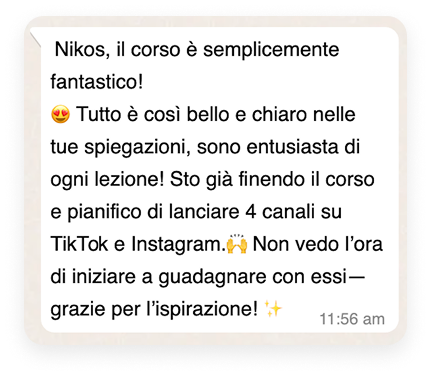 Nikos, il corso è semplicemente
fantastico!
😍 Tutto è così bello e chiaro nelle
tue spiegazioni, sono entusiasta di
ogni lezione! Sto già finendo il corso
e pianifico di lanciare 4 canali su
TikTok e Instagram.🙌 Non vedo l’ora
di iniziare a guadagnare con essi—
grazie per l’ispirazione! ✨
11:56 am